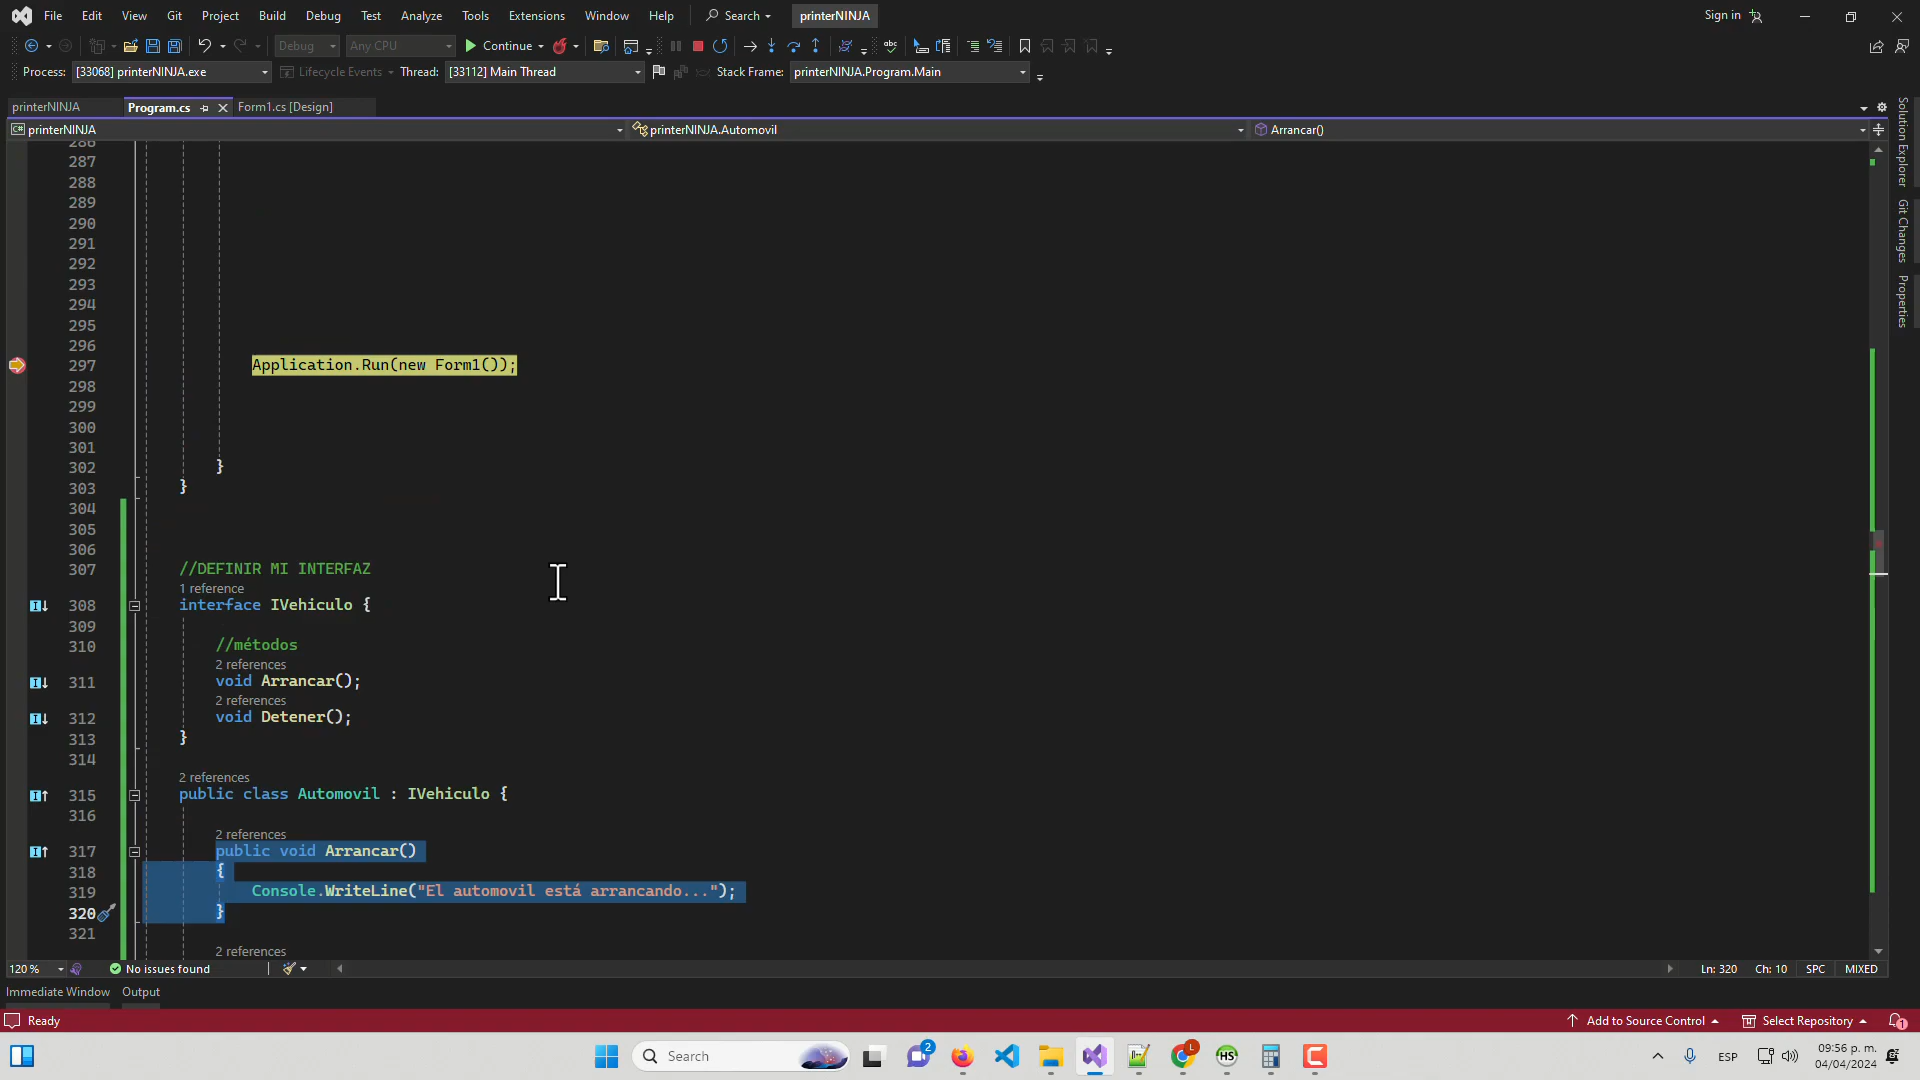 File Edit View Git Project Build Debug Test Analyze Tools Extensions Window Help Search printerNINJA Sign in
Debug Any CPU Continue
Process: [33068] printerNINJA.exe Lifecycle Events Thread: [33112] Main Thread Stack Frame: printerNINJA.Program.Main
printerNINJA Program.cs Form1.cs [Design]
printerNINJA printerNINJA.Automovil Arrancar()
286
287
288
289
290
291
292
293
294
295
296
297 Application.Run(new Form1());
298
299
300
301
302 }
303 }
304
305
306
307 //DEFINIR MI INTERFAZ
1 reference
308 interface IVehiculo {
309
310 //métodos
2 references
311 void Arrancar();
2 references
312 void Detener();
313 }
314
2 references
315 public class Automovil : IVehiculo {
316
2 references
317 public void Arrancar()
318 {
319 Console.WriteLine("El automovil está arrancando...");
320 }
321
2 references
Solution Explorer
Git Changes
Properties
120 % No issues found Ln: 320 Ch: 10 SPC MIXED
Immediate Window Output
Ready Add to Source Control Select Repository 1
Search 2 L HS ESP 09:56 p. m.
04/04/2024